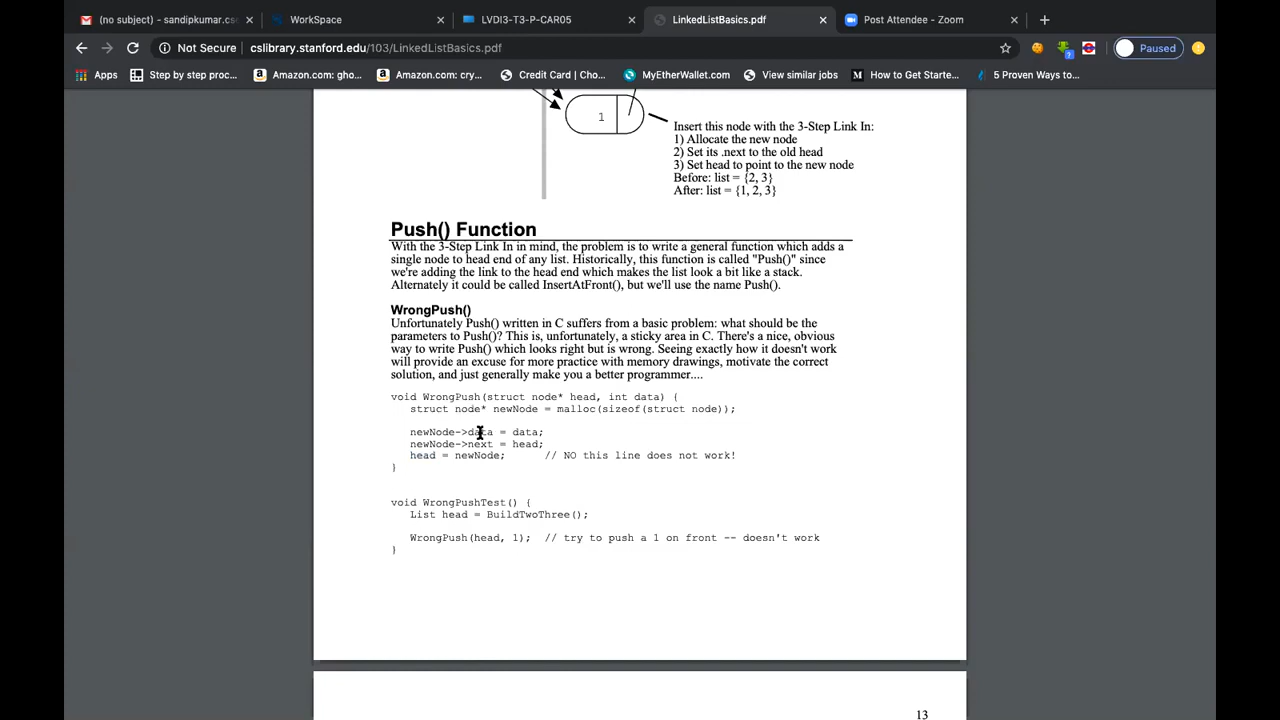 (no subject) - sandipkumar.cs
WorkSpace
LVDI3-T3-P-CAR05
LinkedListBasics.pdf
Post Attendee - Zoom
Not Secure
cslibrary.stanford.edu/103/LinkedListBasics.pdf
Paused
Apps
Step by step proc...
Amazon.com: gho...
Amazon.com: cry...
Credit Card | Cho...
MyEtherWallet.com
View similar jobs
How to Get Starte...
5 Proven Ways to...
1
Insert this node with the 3-Step Link In:
1) Allocate the new node
2) Set its .next to the old head
3) Set head to point to the new node
Before: list = {2, 3}
After: list = {1, 2, 3}
Push() Function
With the 3-Step Link In in mind, the problem is to write a general function which adds a
single node to head end of any list. Historically, this function is called "Push()" since
we're adding the link to the head end which makes the list look a bit like a stack.
Alternately it could be called InsertAtFront(), but we'll use the name Push().
WrongPush()
Unfortunately Push() written in C suffers from a basic problem: what should be the
parameters to Push()? This is, unfortunately, a sticky area in C. There's a nice, obvious
way to write Push() which looks right but is wrong. Seeing exactly how it doesn't work
will provide an excuse for more practice with memory drawings, motivate the correct
solution, and just generally make you a better programmer....
void WrongPush(struct node* head, int data) {
struct node* newNode = malloc(sizeof(struct node));
newNode->data = data;
newNode->next = head;
head = newNode; // NO this line does not work!
}
void WrongPushTest() {
List head = BuildTwoThree();
WrongPush(head, 1); // try to push a 1 on front -- doesn't work
}
13